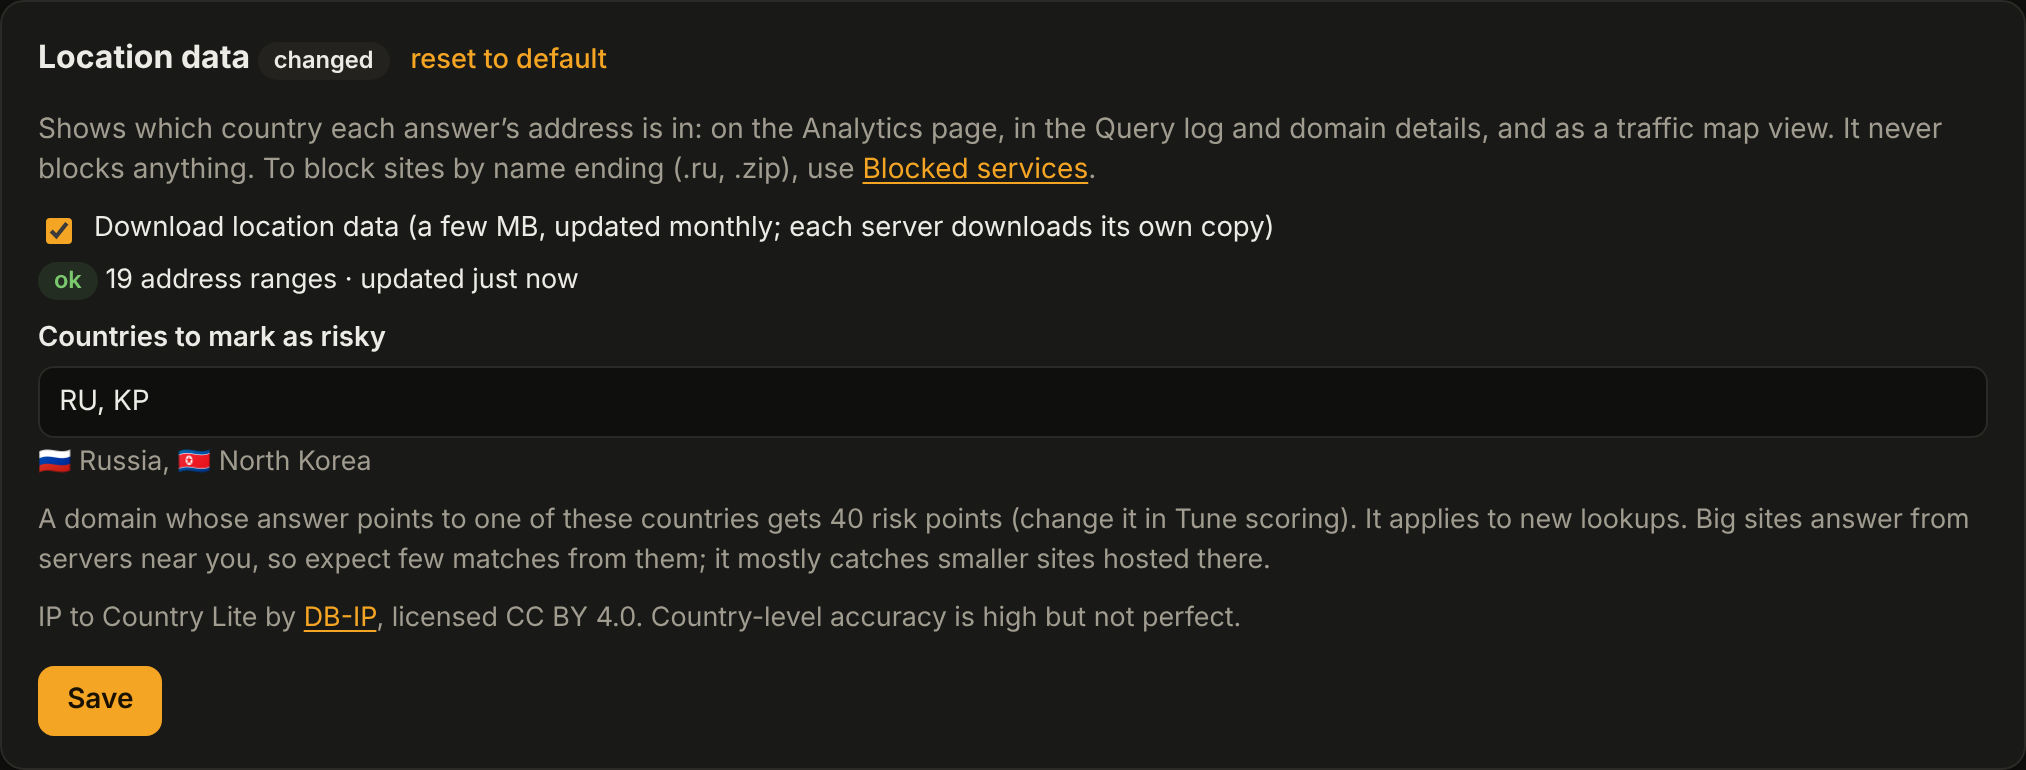 Location data changed reset to default
Shows which country each answer’s address is in: on the Analytics page, in the Query log and domain details, and as a traffic map view. It never
blocks anything. To block sites by name ending (.ru, .zip), use Blocked services.
Download location data (a few MB, updated monthly; each server downloads its own copy)
ok 19 address ranges · updated just now
Countries to mark as risky
RU, KP
Russia, North Korea
A domain whose answer points to one of these countries gets 40 risk points (change it in Tune scoring). It applies to new lookups. Big sites answer from
servers near you, so expect few matches from them; it mostly catches smaller sites hosted there.
IP to Country Lite by DB-IP, licensed CC BY 4.0. Country-level accuracy is high but not perfect.
Save